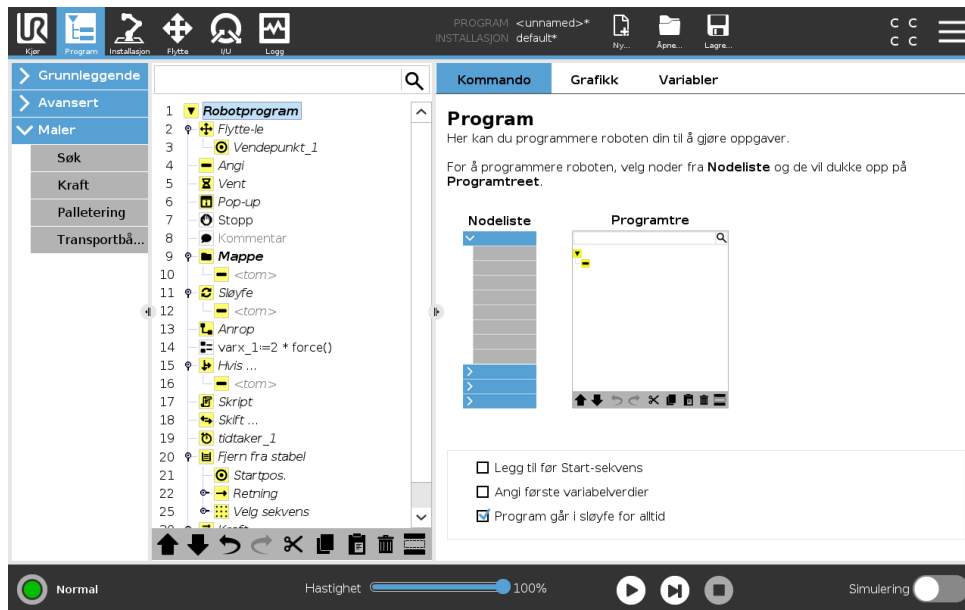 PROGRAM <unnamed>*
INSTALLASJON default*
Kjør
Program
Installasjon
Flytte
I/U
Logg
Ny...
Åpne...
Lagre...
C C
C C
Grunnleggende
Avansert
Maler
Søk
Kraft
Palletering
Transportbå...
1 Robotprogram
2 Flytte-le
3 Vendepunkt_1
4 Angi
5 Vent
6 Pop-up
7 Stopp
8 Kommentar
9 Mappe
10 <tom>
11 Sløyfe
12 <tom>
13 Anrop
14 varx_1≔2 * force()
15 Hvis ...
16 <tom>
17 Skript
18 Skift ...
19 tidtaker_1
20 Fjern fra stabel
21 Startpos.
22 Retning
25 Velg sekvens
Kommando
Grafikk
Variabler
Program
Her kan du programmere roboten din til å gjøre oppgaver.
For å programmere roboten, velg noder fra Nodeliste og de vil dukke opp på
Programtreet.
Nodeliste
Programtre
Legg til før Start-sekvens
Angi første variabelverdier
Program går i sløyfe for alltid
Normal
Hastighet
100%
Simulering